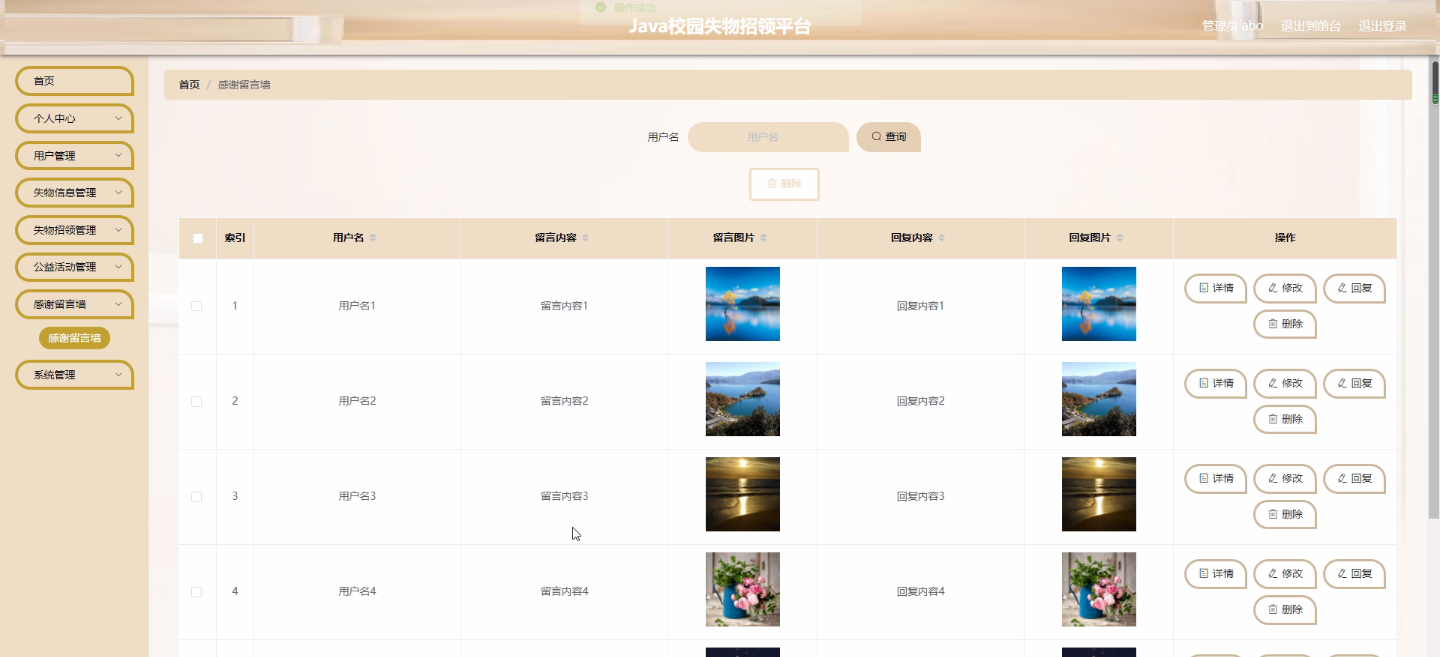 操作成功
Java校园失物招领平台
管理员 abo 退出到前台 退出登录
首页
个人中心
用户管理
失物信息管理
失物招领管理
公益活动管理
感谢留言墙
感谢留言墙
系统管理
首页 / 感谢留言墙
用户名 用户名 查询
删除
索引 用户名 留言内容 留言图片 回复内容 回复图片 操作
1 用户名1 留言内容1 回复内容1 详情 修改 回复
删除
2 用户名2 留言内容2 回复内容2 详情 修改 回复
删除
3 用户名3 留言内容3 回复内容3 详情 修改 回复
删除
4 用户名4 留言内容4 回复内容4 详情 修改 回复
删除